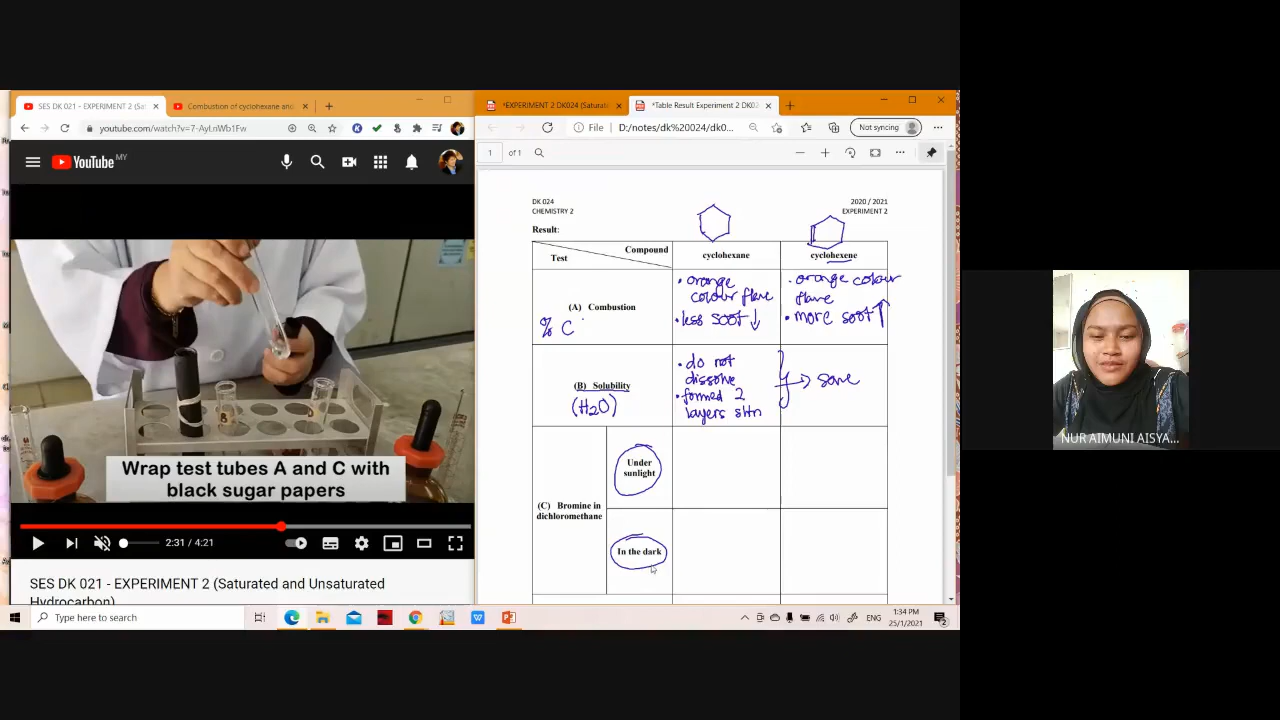 SES DK 021 - EXPERIMENT 2 (Sat
Combustion of cyclohexane and
youtube.com/watch?v=7-AyLnWb1Fw
YouTube MY
Wrap test tubes A and C with
black sugar papers
2:31 / 4:21
SES DK 021 - EXPERIMENT 2 (Saturated and Unsaturated
Hydrocarbon)
*EXPERIMENT 2 DK024 (Saturat
*Table Result Experiment 2 DK02
File
D:/notes/dk%20024/dk0...
Not syncing
1 of 1
DK 024
CHEMISTRY 2
2020 / 2021
EXPERIMENT 2
Result:
Compound
Test
cyclohexane
cyclohexene
(A) Combustion
% C
• orange
colour flame
• less soot ↓
• orange colour
flame
• more soot ↑
(B) Solubility
(H2O)
• do not
dissolve
• formed 2
layers sltn
→ same
(C) Bromine in
dichloromethane
Under
sunlight
In the dark
Type here to search
ENG
1:34 PM
25/1/2021
2
NUR AIMUNI AISYA...